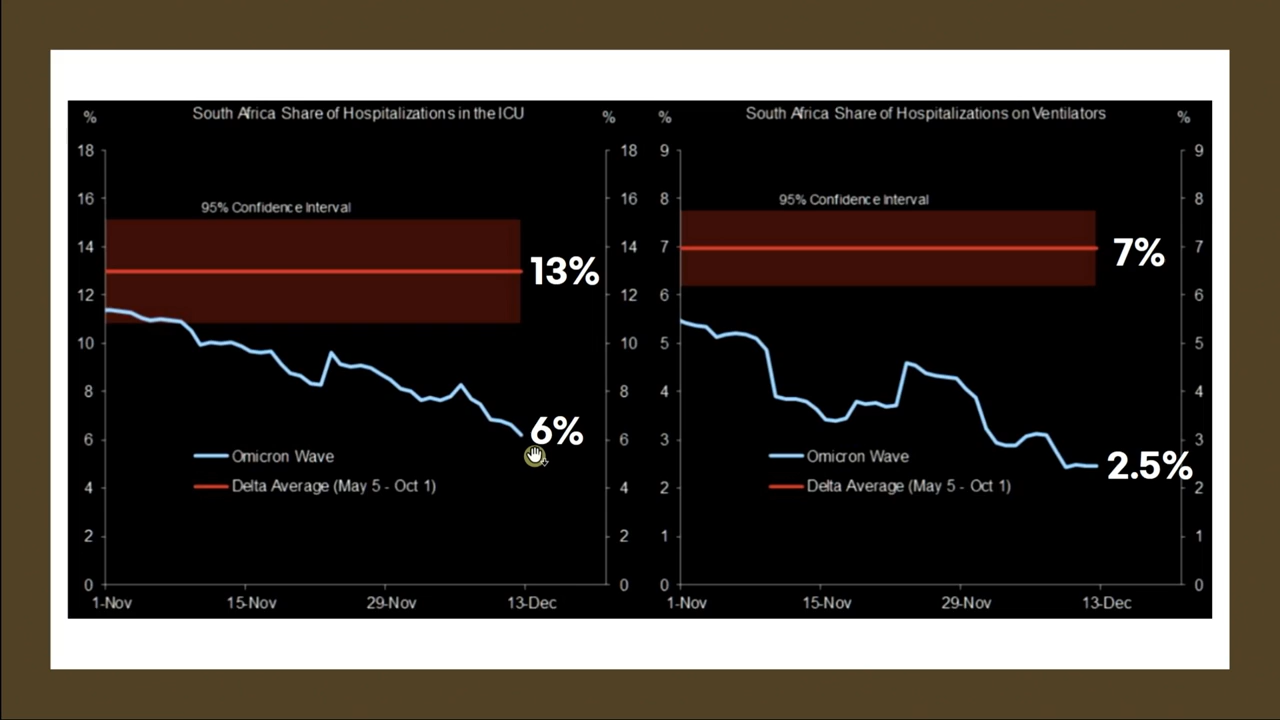 South Africa Share of Hospitalizations in the ICU
% %
18 18
16 16
95% Confidence Interval
14 14
13%
12 12
10 10
8 8
6 6
6%
Omicron Wave
Delta Average (May 5 - Oct 1)
4 4
2 2
0 0
1-Nov 15-Nov 29-Nov 13-Dec
South Africa Share of Hospitalizations on Ventilators
% %
9 9
8 8
95% Confidence Interval
7 7
7%
6 6
5 5
4 4
3 3
Omicron Wave
2.5%
Delta Average (May 5 - Oct 1)
2 2
1 1
0 0
1-Nov 15-Nov 29-Nov 13-Dec